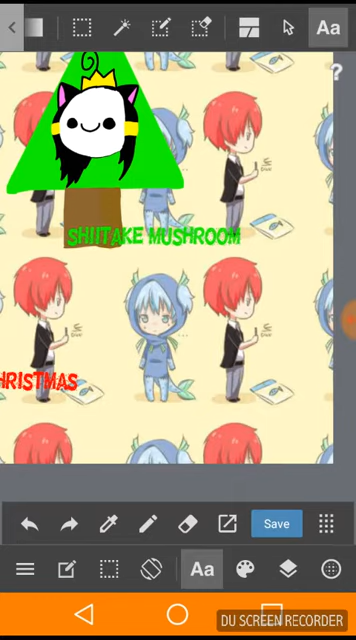 Aa
?
SHIITAKE MUSHROOM
HRISTMAS
Save
Aa
DU SCREEN RECORDER